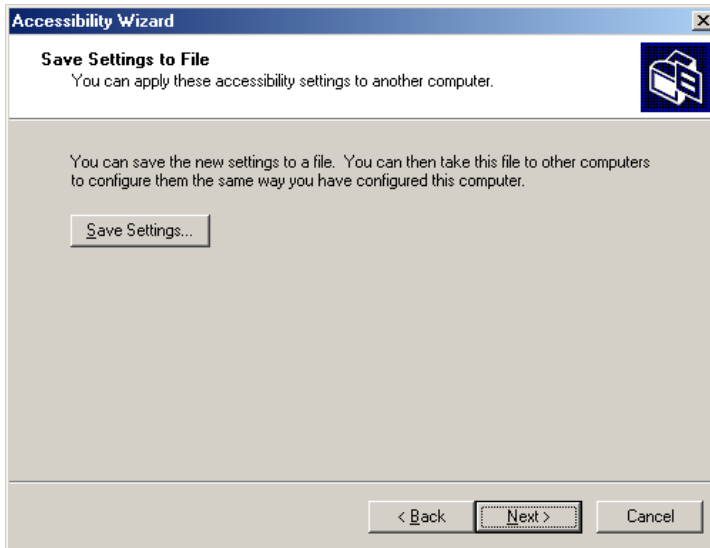 Accessibility Wizard
Save Settings to File
You can apply these accessibility settings to another computer.
You can save the new settings to a file. You can then take this file to other computers
to configure them the same way you have configured this computer.
Save Settings...
< Back
Next >
Cancel